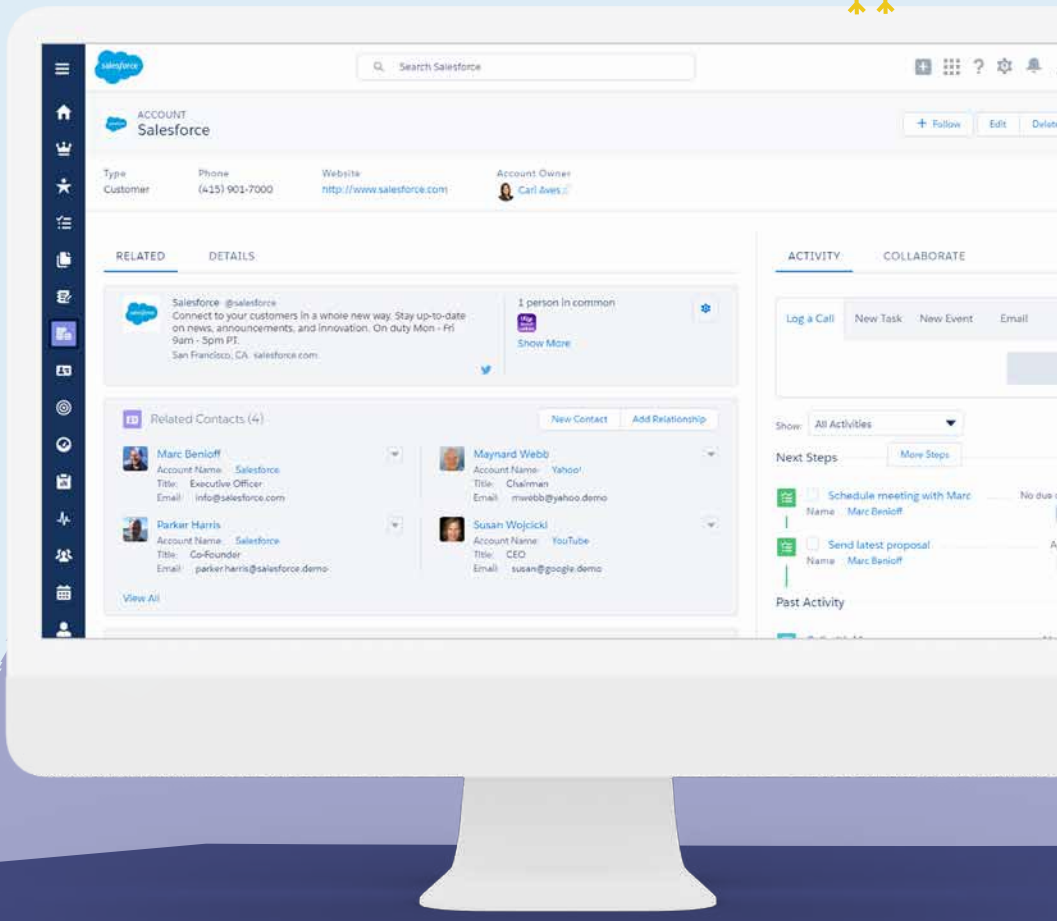 salesforce
Search Salesforce
ACCOUNT
Salesforce
+ Follow
Edit
Delete
Type
Customer
Phone
(415) 901-7000
Website
http://www.salesforce.com
Account Owner
Carl Aves
RELATED
DETAILS
Salesforce @salesforce
Connect to your customers in a whole new way. Stay up-to-date
on news, announcements, and innovation. On duty Mon - Fri
9am - 5pm PT.
San Francisco, CA salesforce.com
1 person in common
Show More
Related Contacts (4)
New Contact
Add Relationship
Marc Benioff
Account Name: Salesforce
Title: Executive Officer
Email: info@salesforce.com
Maynard Webb
Account Name: Yahoo!
Title: Chairman
Email: mwebb@yahoo.demo
Parker Harris
Account Name: Salesforce
Title: Co-Founder
Email: parker.harris@salesforce.demo
Susan Wojcicki
Account Name: YouTube
Title: CEO
Email: susan@google.demo
View All
ACTIVITY
COLLABORATE
Log a Call
New Task
New Event
Email
Show: All Activities
Next Steps
More Steps
Schedule meeting with Marc
No due
Name Marc Benioff
Send latest proposal
A
Name Marc Benioff
Past Activity